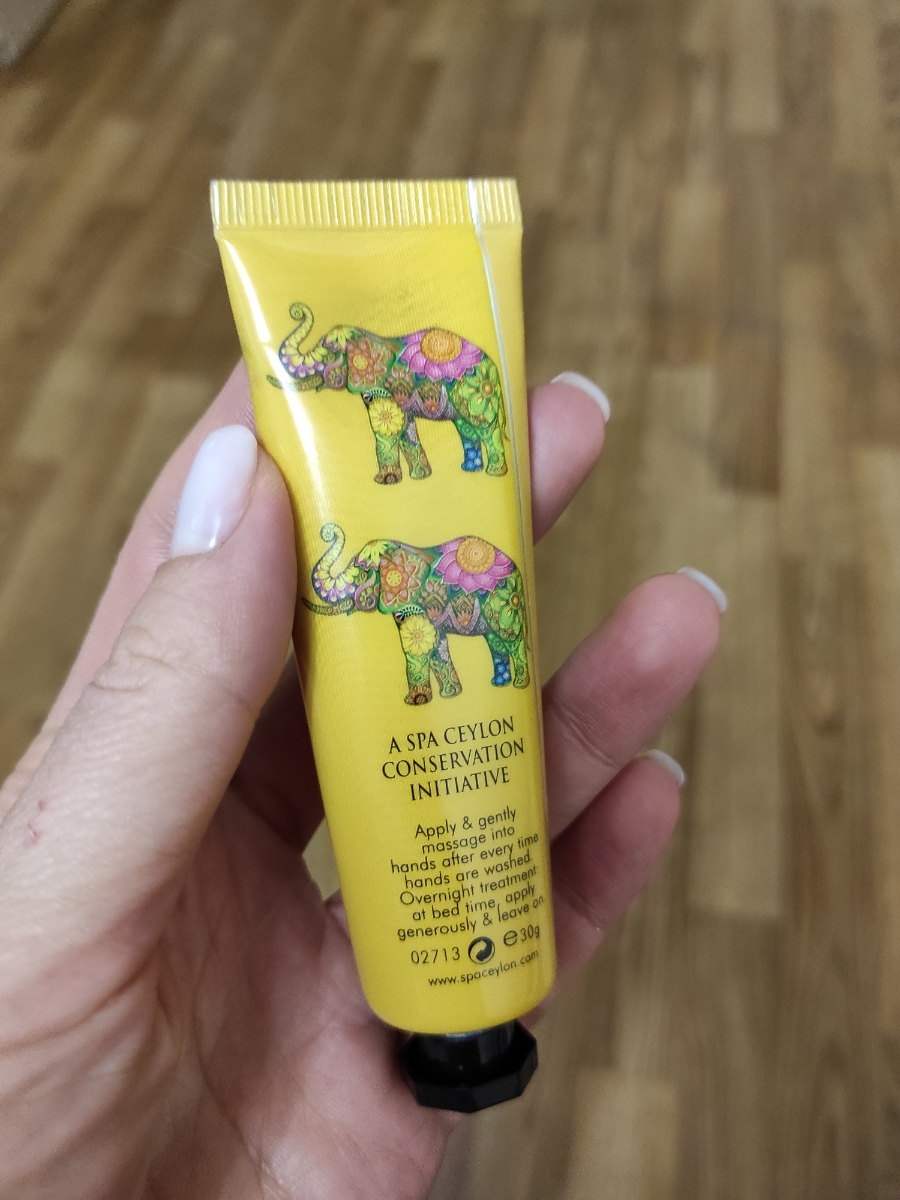 A SPA CEYLON
CONSERVATION
INITIATIVE
Apply & gently
massage into
hands after every time
hands are washed.
Overnight treatment:
at bed time, apply
generously & leave on.
02713 ℮30g
www.spaceylon.com